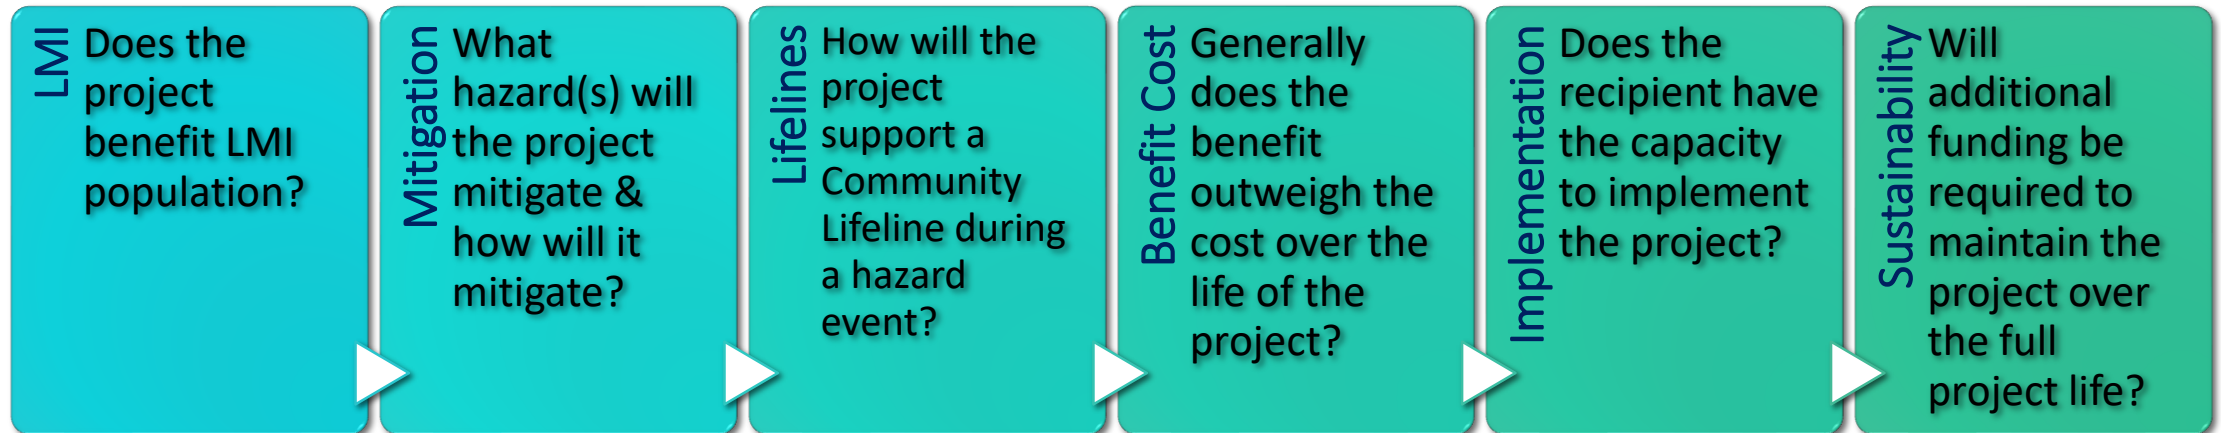 LMI
Does the
project
benefit LMI
population?
Mitigation
What
hazard(s) will
the project
mitigate &
how will it
mitigate?
Lifelines
How will the
project
support a
Community
Lifeline during
a hazard
event?
Benefit Cost
Generally
does the
benefit
outweigh the
cost over the
life of the
project?
Implementation
Does the
recipient have
the capacity
to implement
the project?
Sustainability
Will
additional
funding be
required to
maintain the
project over
the full
project life?